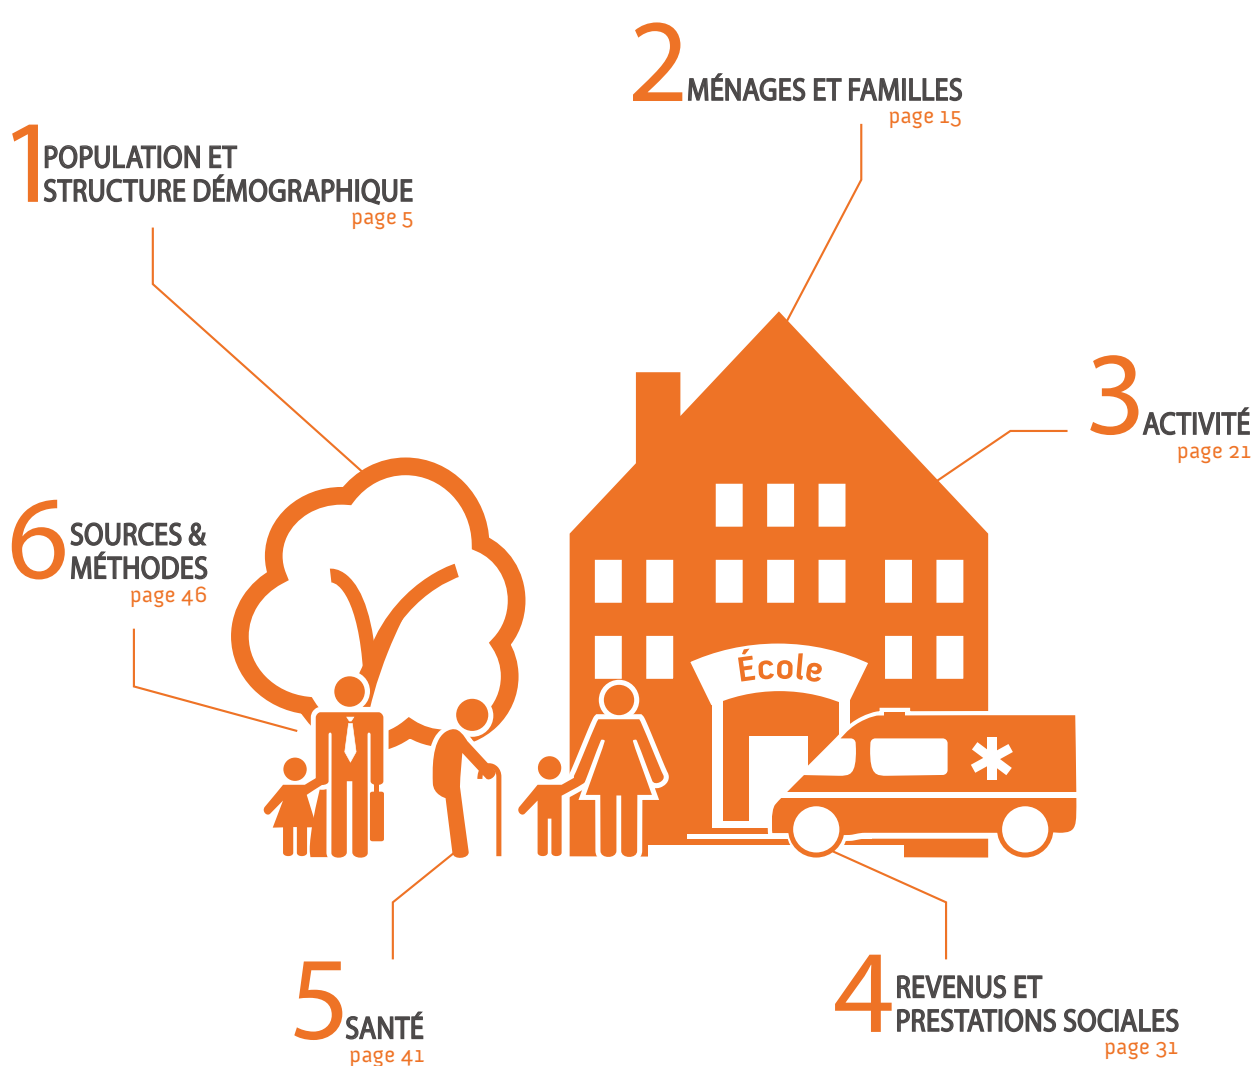 1
POPULATION ET
STRUCTURE DÉMOGRAPHIQUE
page 5
2
MÉNAGES ET FAMILLES
page 15
3
ACTIVITÉ
page 21
6
SOURCES &
MÉTHODES
page 46
École
5
SANTÉ
page 41
4
REVENUS ET
PRESTATIONS SOCIALES
page 31